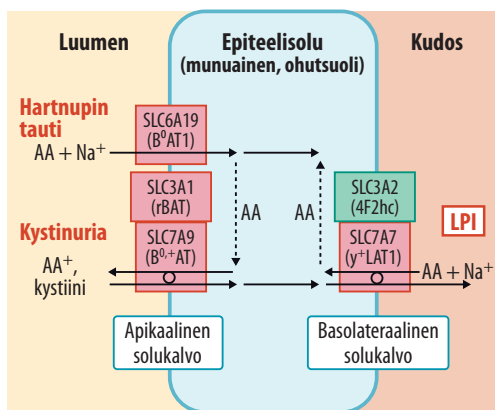 Luumen
Epiteelisolu
(munuainen, ohutsuoli)
Kudos
Hartnupin
tauti
AA + Na⁺
SLC6A19
(B⁰AT1)
SLC3A1
(rBAT)
AA
AA
SLC3A2
(4F2hc)
Kystinuria
AA⁺,
kystiini
SLC7A9
(B⁰,⁺AT)
SLC7A7
(y⁺LAT1)
LPI
AA + Na⁺
Apikaalinen
solukalvo
Basolateraalinen
solukalvo